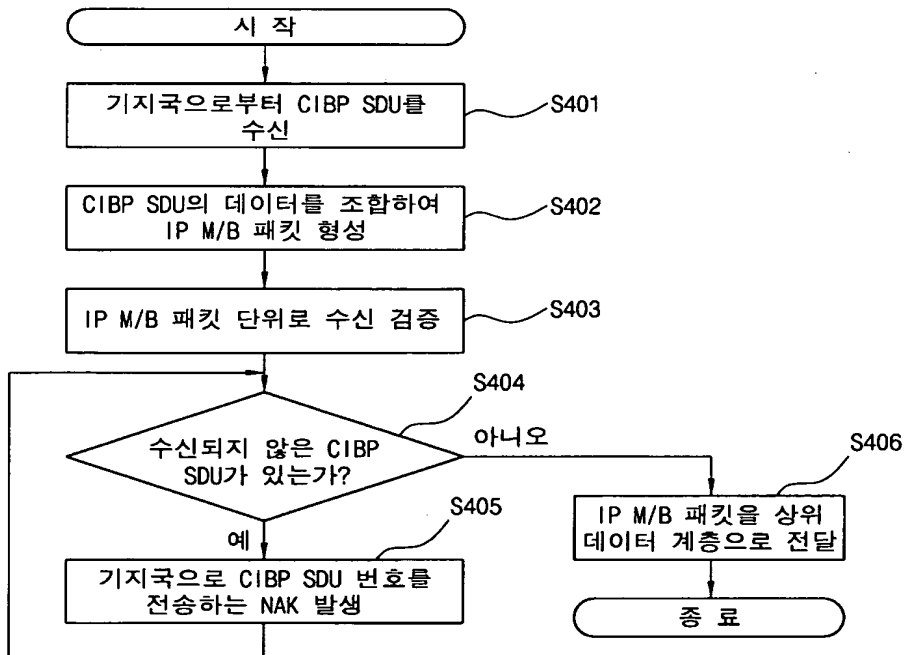 시 작
기지국으로부터 CIBP SDU를
수신
S401
CIBP SDU의 데이터를 조합하여
IP M/B 패킷 형성
S402
IP M/B 패킷 단위로 수신 검증
S403
S404
수신되지 않은 CIBP
SDU가 있는가?
아니오
S406
IP M/B 패킷을 상위
데이터 계층으로 전달
예
S405
기지국으로 CIBP SDU 번호를
전송하는 NAK 발생
종 료